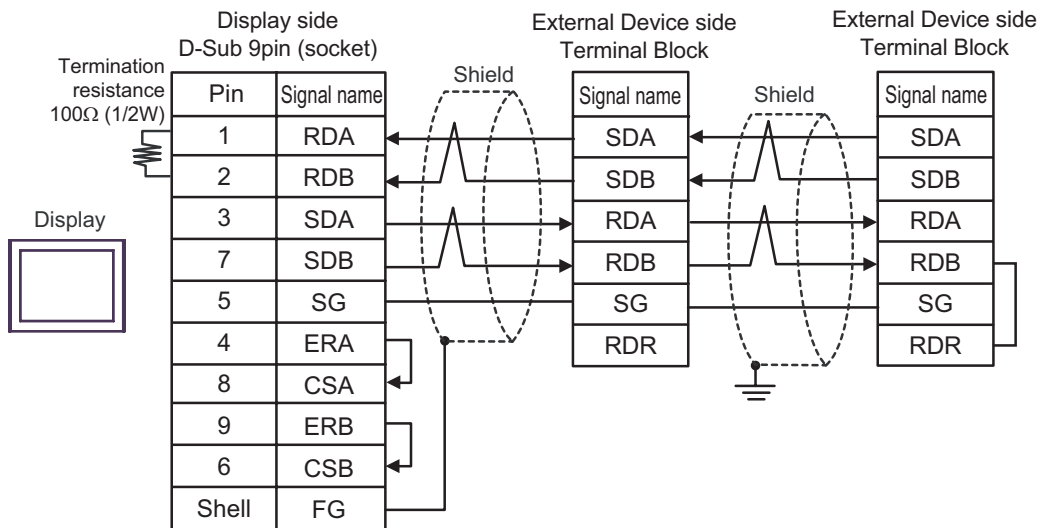 Display side
D-Sub 9pin (socket)
External Device side
Terminal Block
External Device side
Terminal Block
Termination
resistance
100Ω (1/2W)
Display
Shield
Shield
Pin Signal name
1 RDA
2 RDB
3 SDA
7 SDB
5 SG
4 ERA
8 CSA
9 ERB
6 CSB
Shell FG
Signal name
SDA
SDB
RDA
RDB
SG
RDR
Signal name
SDA
SDB
RDA
RDB
SG
RDR